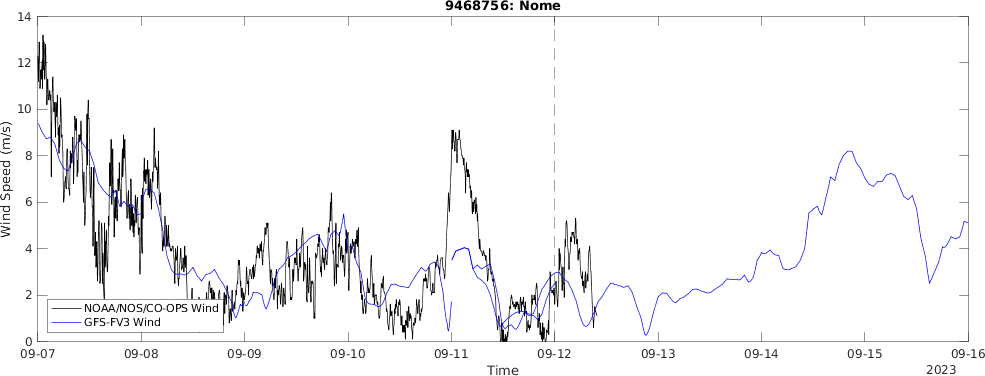 9468756: Nome
14
12
10
8
6
4
2
0
Wind Speed (m/s)
NOAA/NOS/CO-OPS Wind
GFS-FV3 Wind
09-07 09-08 09-09 09-10 09-11 09-12 09-13 09-14 09-15 09-16
Time
2023